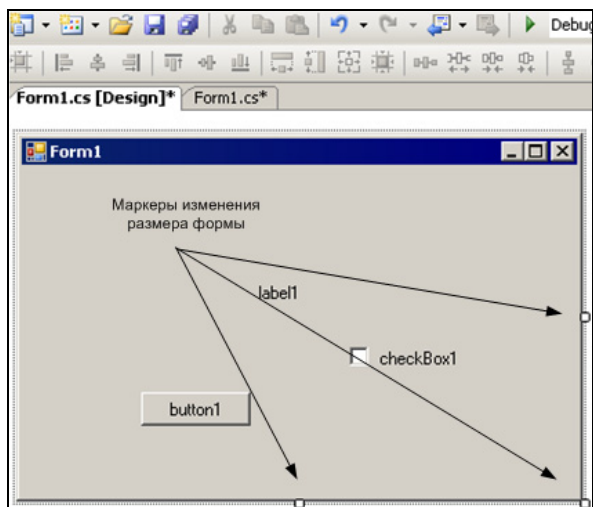 Debug
Form1.cs [Design]* Form1.cs*
Form1
Маркеры изменения
размера формы
label1
checkBox1
button1